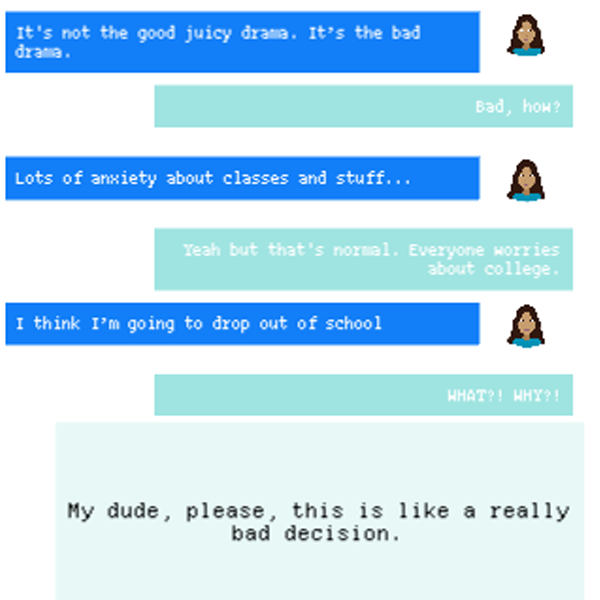 It's not the good juicy drama. It's the bad
drama.
Bad, how?
Lots of anxiety about classes and stuff...
Yeah but that's normal. Everyone worries
about college.
I think I'm going to drop out of school
WHAT?! WHY?!
My dude, please, this is like a really
bad decision.